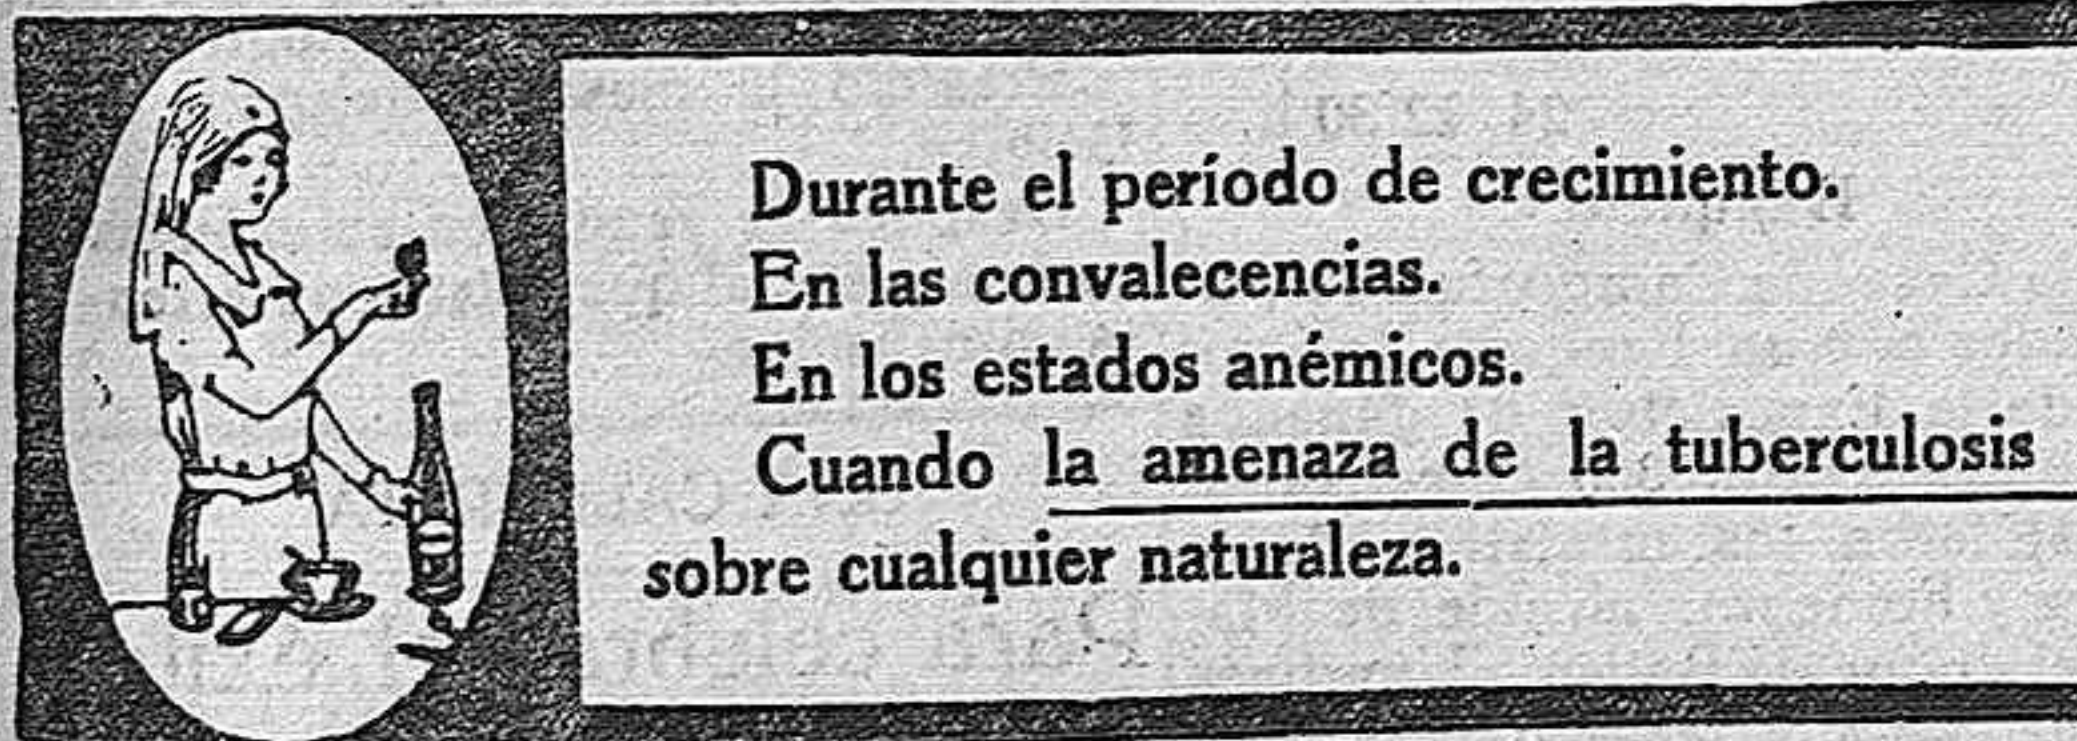 Durante el período de crecimiento.
En las convalecencias.
En los estados anémicos.
Cuando la amenaza de la tuberculosis
sobre cualquier naturaleza.